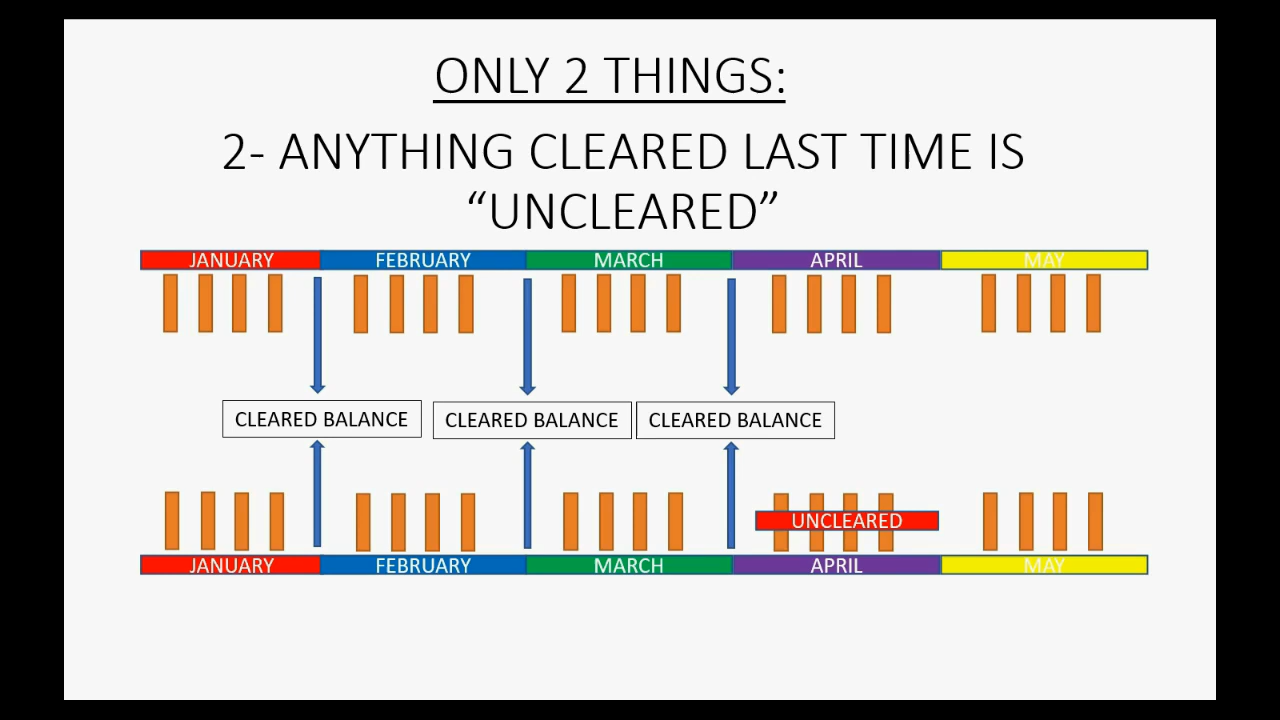 ONLY 2 THINGS:
2- ANYTHING CLEARED LAST TIME IS
“UNCLEARED”
JANUARY FEBRUARY MARCH APRIL MAY
CLEARED BALANCE CLEARED BALANCE CLEARED BALANCE
UNCLEARED
JANUARY FEBRUARY MARCH APRIL MAY